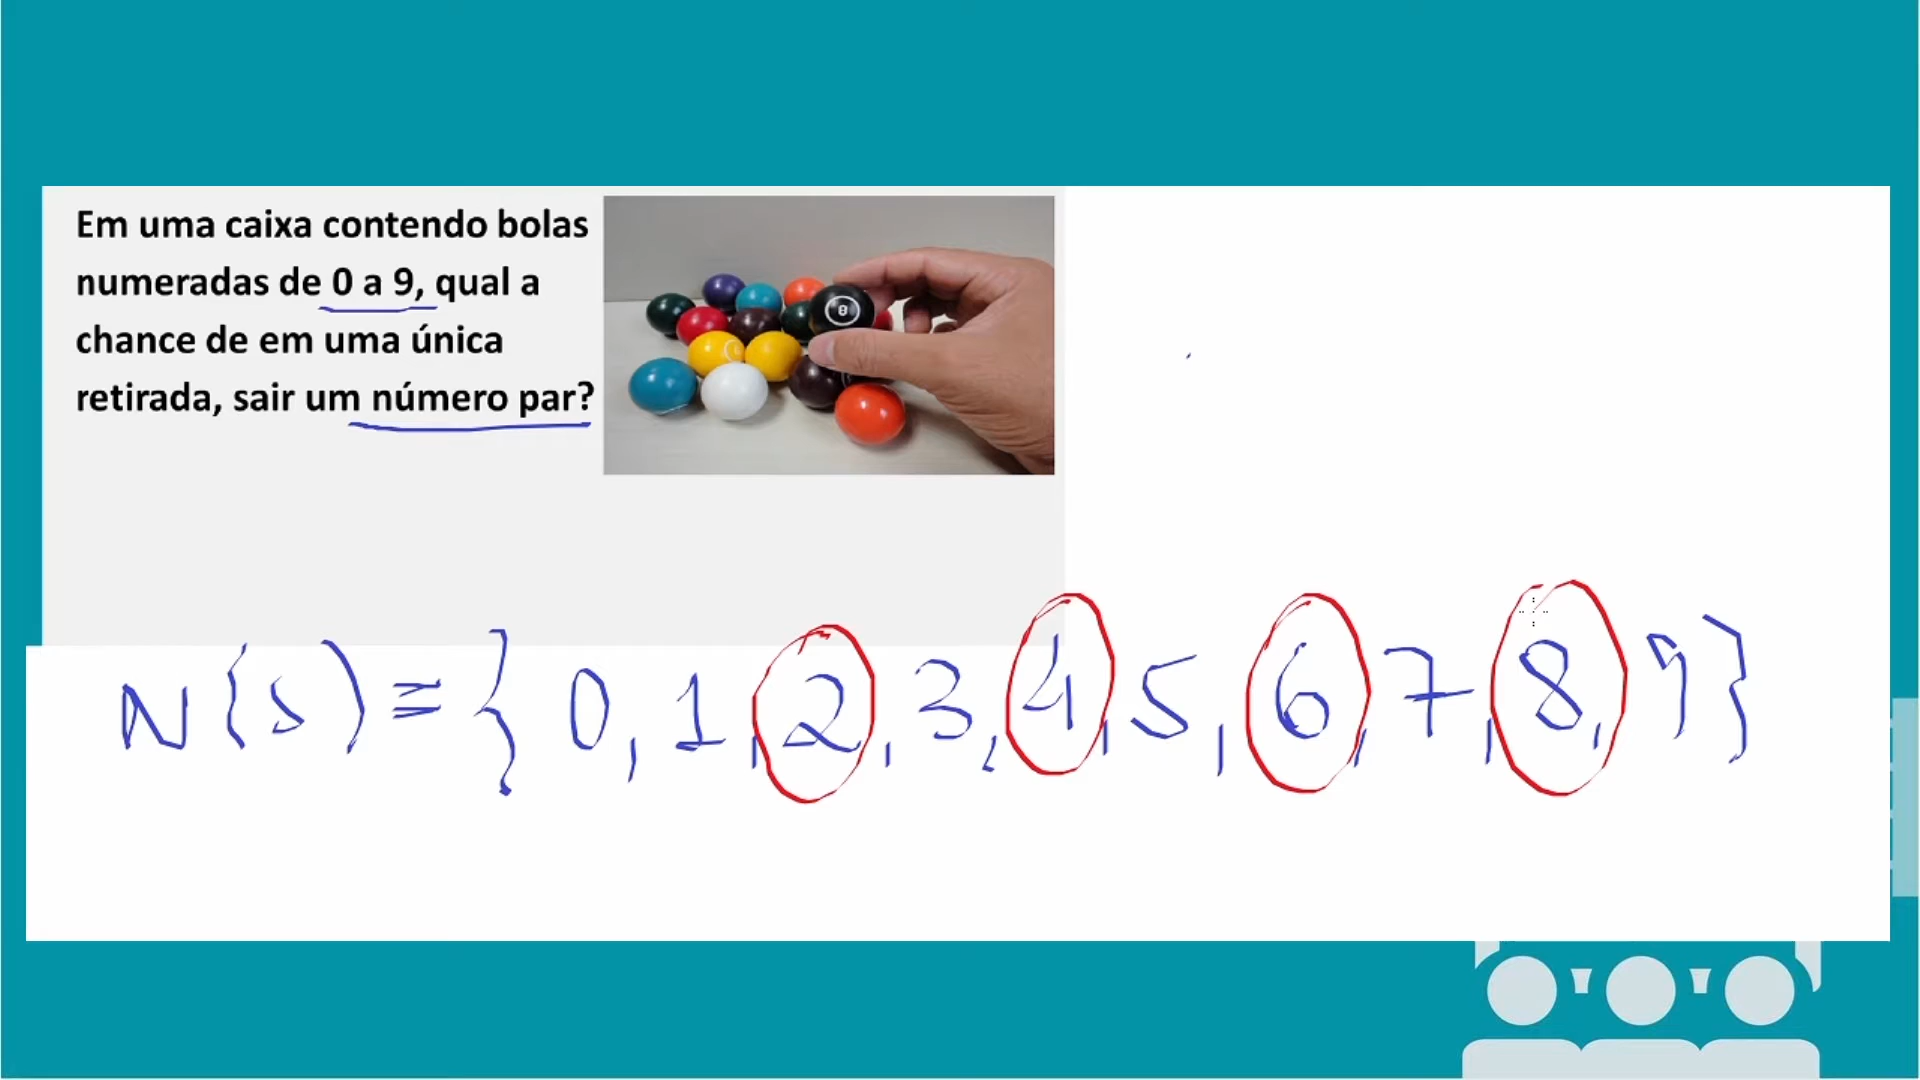 Em uma caixa contendo bolas
numeradas de 0 a 9, qual a
chance de em uma única
retirada, sair um número par?
8
N(s) = { 0, 1, 2, 3, 4, 5, 6, 7, 8, 9 }